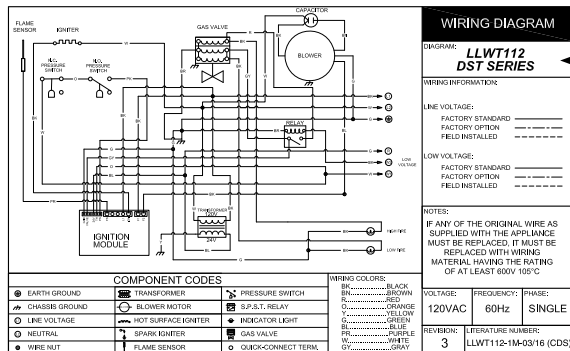 FLAME
SENSOR
IGNITER
GAS VALVE
CAPACITOR
N.O.
PRESSURE
SWITCH
N.C.
PRESSURE
SWITCH
BLOWER
RELAY
LOW
VOLTAGE
TRANSFORMER
120V
24V
HIGH FIRE
LOW FIRE
IGNITION
MODULE
COMPONENT CODES
EARTH GROUND
TRANSFORMER
PRESSURE SWITCH
CHASSIS GROUND
BLOWER MOTOR
S.P.S.T. RELAY
LINE VOLTAGE
HOT SURFACE IGNITER
INDICATOR LIGHT
NEUTRAL
SPARK IGNITER
GAS VALVE
WIRE NUT
FLAME SENSOR
QUICK-CONNECT TERM.
WIRING COLORS:
BK..............BLACK
BN..............BROWN
R..............RED
O..............ORANGE
Y..............YELLOW
G..............GREEN
BL..............BLUE
PR..............PURPLE
W..............WHITE
GY..............GRAY
WIRING DIAGRAM
DIAGRAM:
LLWT112
DST SERIES
WIRING INFORMATION:
LINE VOLTAGE:
FACTORY STANDARD
FACTORY OPTION
FIELD INSTALLED
LOW VOLTAGE:
FACTORY STANDARD
FACTORY OPTION
FIELD INSTALLED
NOTES:
IF ANY OF THE ORIGINAL WIRE AS
SUPPLIED WITH THE APPLIANCE
MUST BE REPLACED, IT MUST BE
REPLACED WITH WIRING
MATERIAL HAVING THE RATING
OF AT LEAST 600V 105°C
VOLTAGE:
120VAC
FREQUENCY:
60Hz
PHASE:
SINGLE
REVISION:
3
LITERATURE NUMBER:
LLWT112-1M-03/16 (CDS)